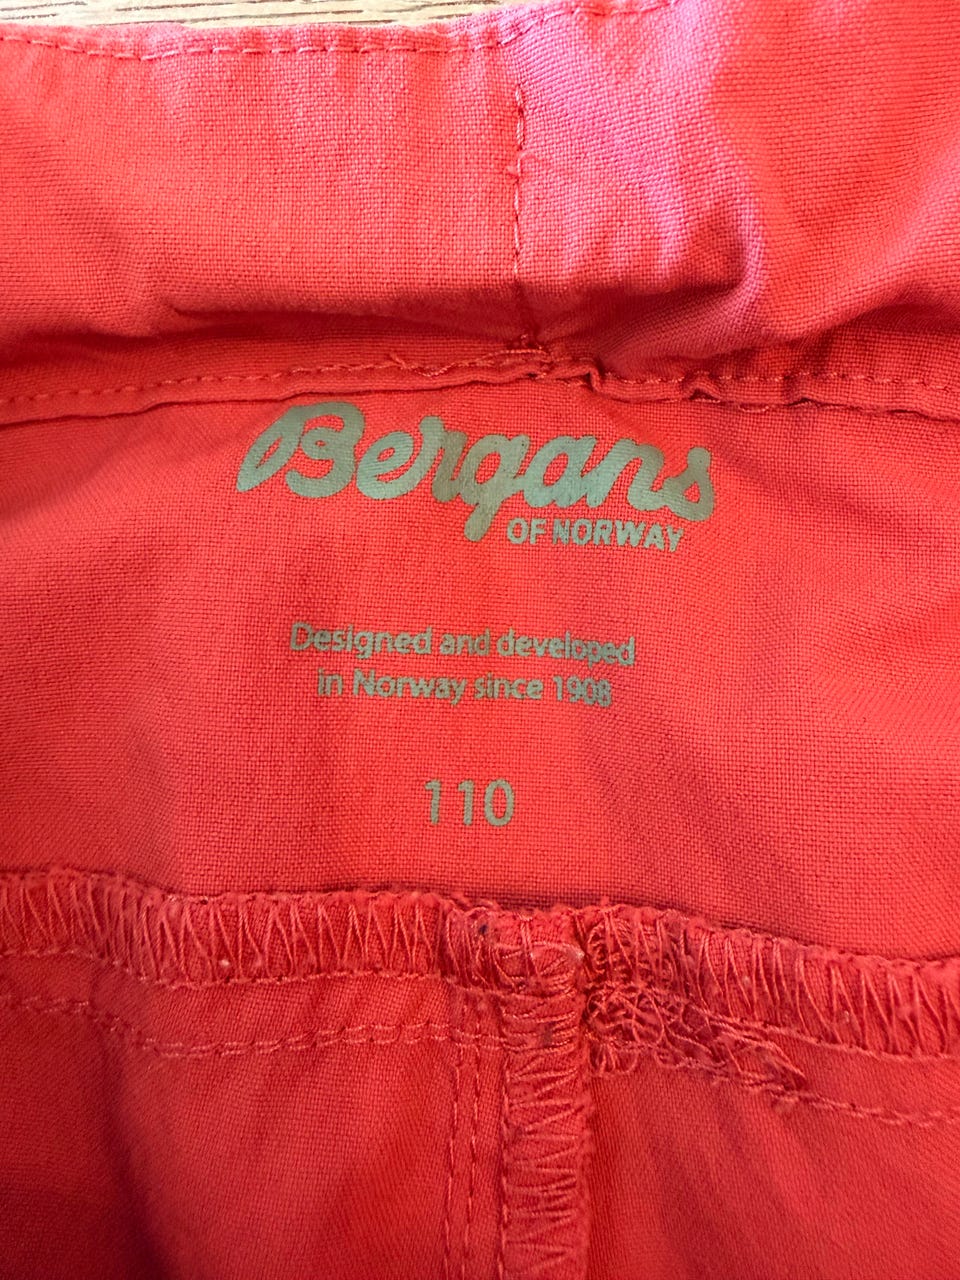 Bergans
OF NORWAY
Designed and developed
in Norway since 1908
110